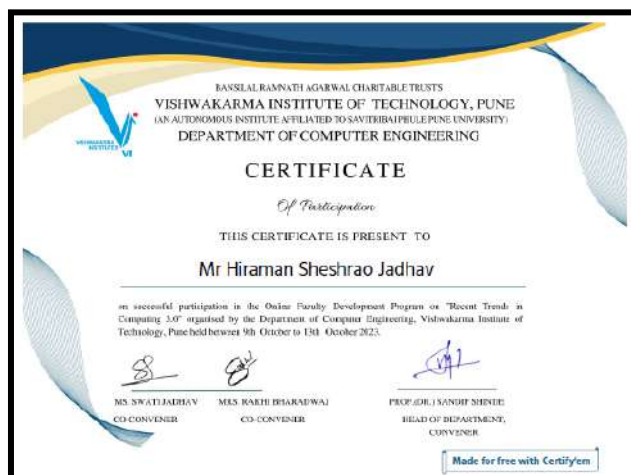 BANSILAL RAMNATH AGARWAL CHARITABLE TRUSTS
VISHWAKARMA INSTITUTE OF TECHNOLOGY, PUNE
(AN AUTONOMOUS INSTITUTE AFFILIATED TO SAVITRIBAI PHULE PUNE UNIVERSITY)
DEPARTMENT OF COMPUTER ENGINEERING
VISHWAKARMA
INSTITUTES
VI
CERTIFICATE
Of Participation
THIS CERTIFICATE IS PRESENT TO
Mr Hiraman Sheshrao Jadhav
on successful participation in the Online Faculty Development Program on "Recent Trends in
Computing 3.0" organised by the Department of Computer Engineering, Vishwakarma Institute of
Technology, Pune held between 9th October to 13th October 2023.
MS. SWATI JADHAV MRS. RAKHI BHARADWAJ PROF.(DR.) SANDIP SHINDE
CO-CONVENER CO-CONVENER HEAD OF DEPARTMENT,
CONVENER
Made for free with Certify'em